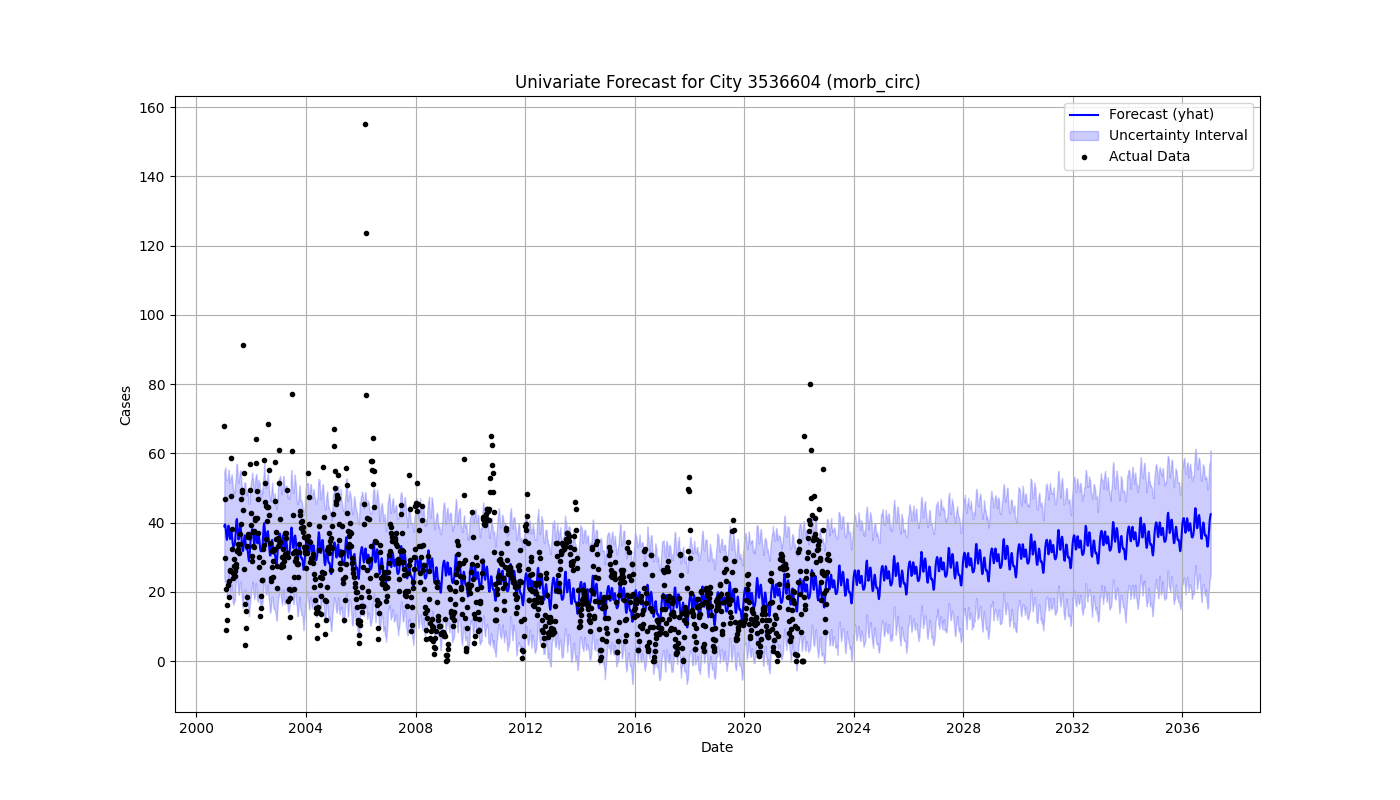 Univariate Forecast for City 3536604 (morb_circ)
Forecast (yhat)
Uncertainty Interval
Actual Data
Cases
160
140
120
100
80
60
40
20
0
2000 2004 2008 2012 2016 2020 2024 2028 2032 2036
Date